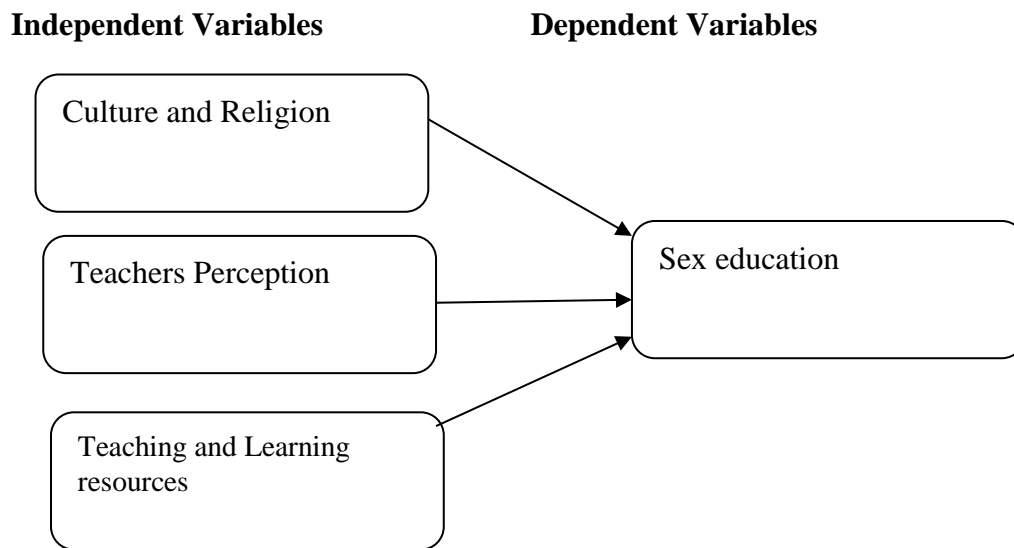 Independent Variables
Dependent Variables
Culture and Religion
Teachers Perception
Sex education
Teaching and Learning
resources